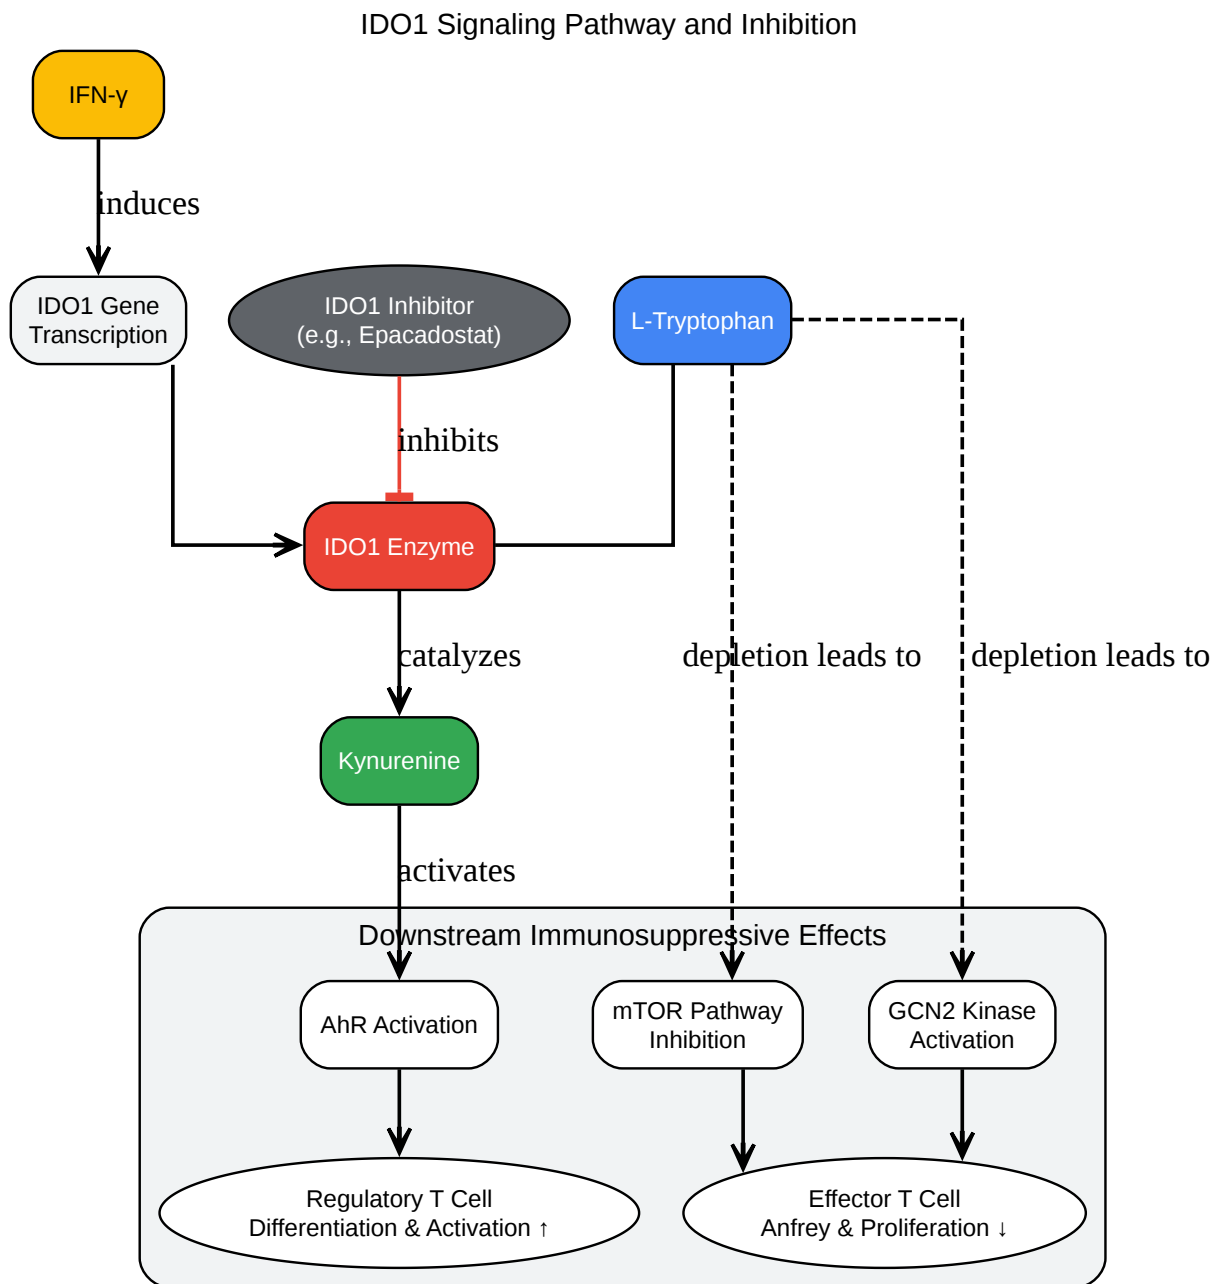 IDO1 Signaling Pathway and Inhibition
IFN-γ
induces
IDO1 Gene
Transcription
IDO1 Inhibitor
(e.g., Epacadostat)
L-Tryptophan
inhibits
IDO1 Enzyme
catalyzes
depletion leads to
depletion leads to
Kynurenine
activates
Downstream Immunosuppressive Effects
AhR Activation
mTOR Pathway
Inhibition
GCN2 Kinase
Activation
Regulatory T Cell
Differentiation & Activation ↑
Effector T Cell
Anfrey & Proliferation ↓